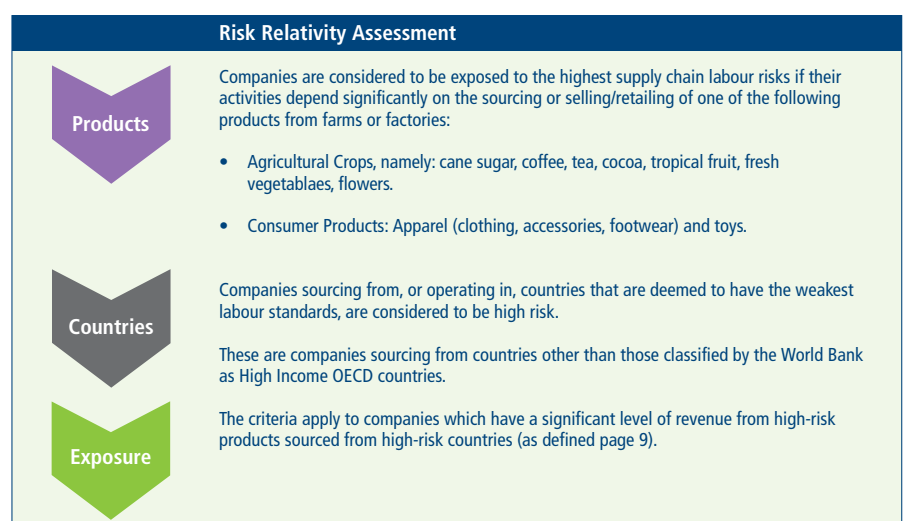 Risk Relativity Assessment
Products
Companies are considered to be exposed to the highest supply chain labour risks if their
activities depend significantly on the sourcing or selling/retailing of one of the following
products from farms or factories:
• Agricultural Crops, namely: cane sugar, coffee, tea, cocoa, tropical fruit, fresh
vegetablaes, flowers.
• Consumer Products: Apparel (clothing, accessories, footwear) and toys.
Countries
Companies sourcing from, or operating in, countries that are deemed to have the weakest
labour standards, are considered to be high risk.
These are companies sourcing from countries other than those classified by the World Bank
as High Income OECD countries.
Exposure
The criteria apply to companies which have a significant level of revenue from high-risk
products sourced from high-risk countries (as defined page 9).